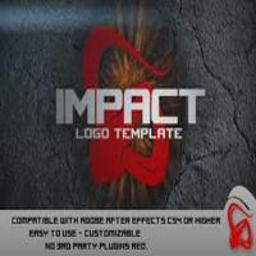 IMPACT
LOGO TEMPLATE
COMPATIBLE WITH ADOBE AFTER EFFECTS CS4 OR HIGHER
EASY TO USE - CUSTOMIZABLE
NO 3RD PARTY PLUGINS REQ.